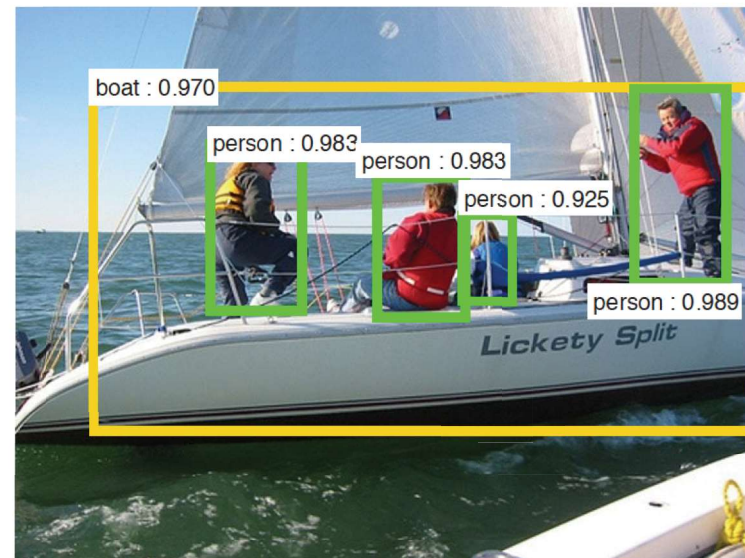 boat : 0.970
person : 0.983
person : 0.983
person : 0.925
person : 0.989
Lickety Split